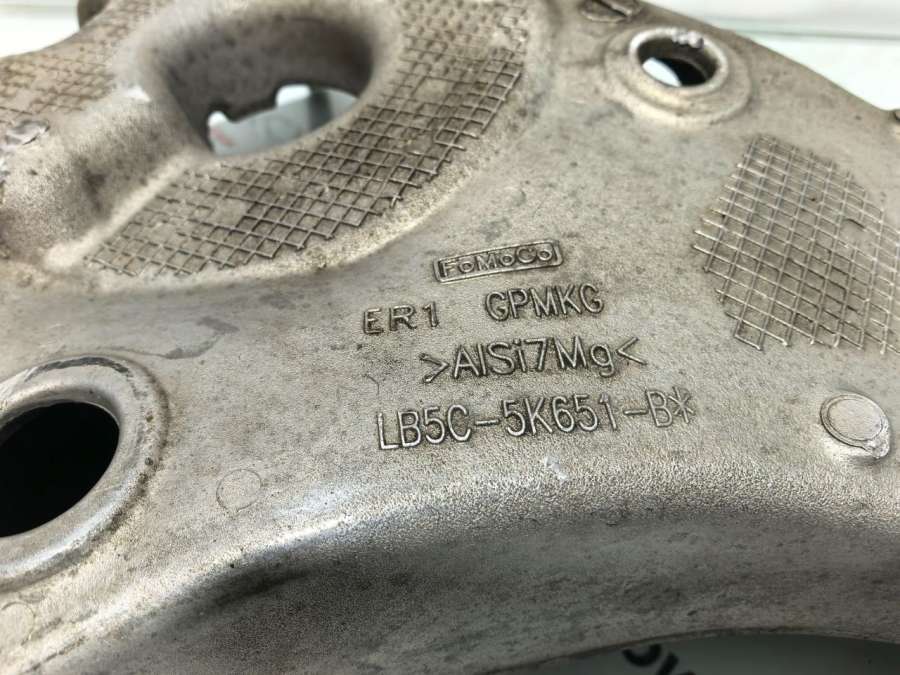 FoMoCo
ER1 GPMKG
>AlSi7Mg<
LB5C-5K651-B*